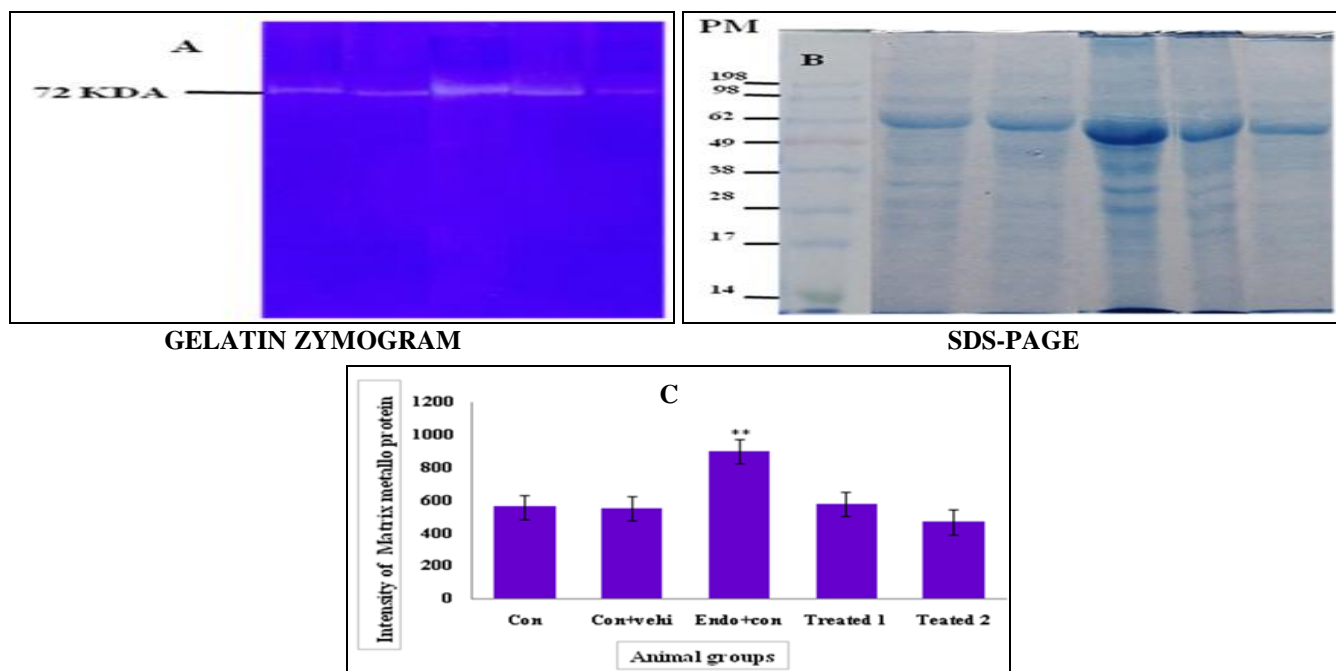 A
72 KDA
GELATIN ZYMOGRAM
PM
B
198
98
62
49
38
28
17
14
SDS-PAGE
C
Intensity of Matrix metallo protein
1200
1000
800
600
400
200
0
**
Con Con+vehi Endo+con Treated 1 Teated 2
Animal groups